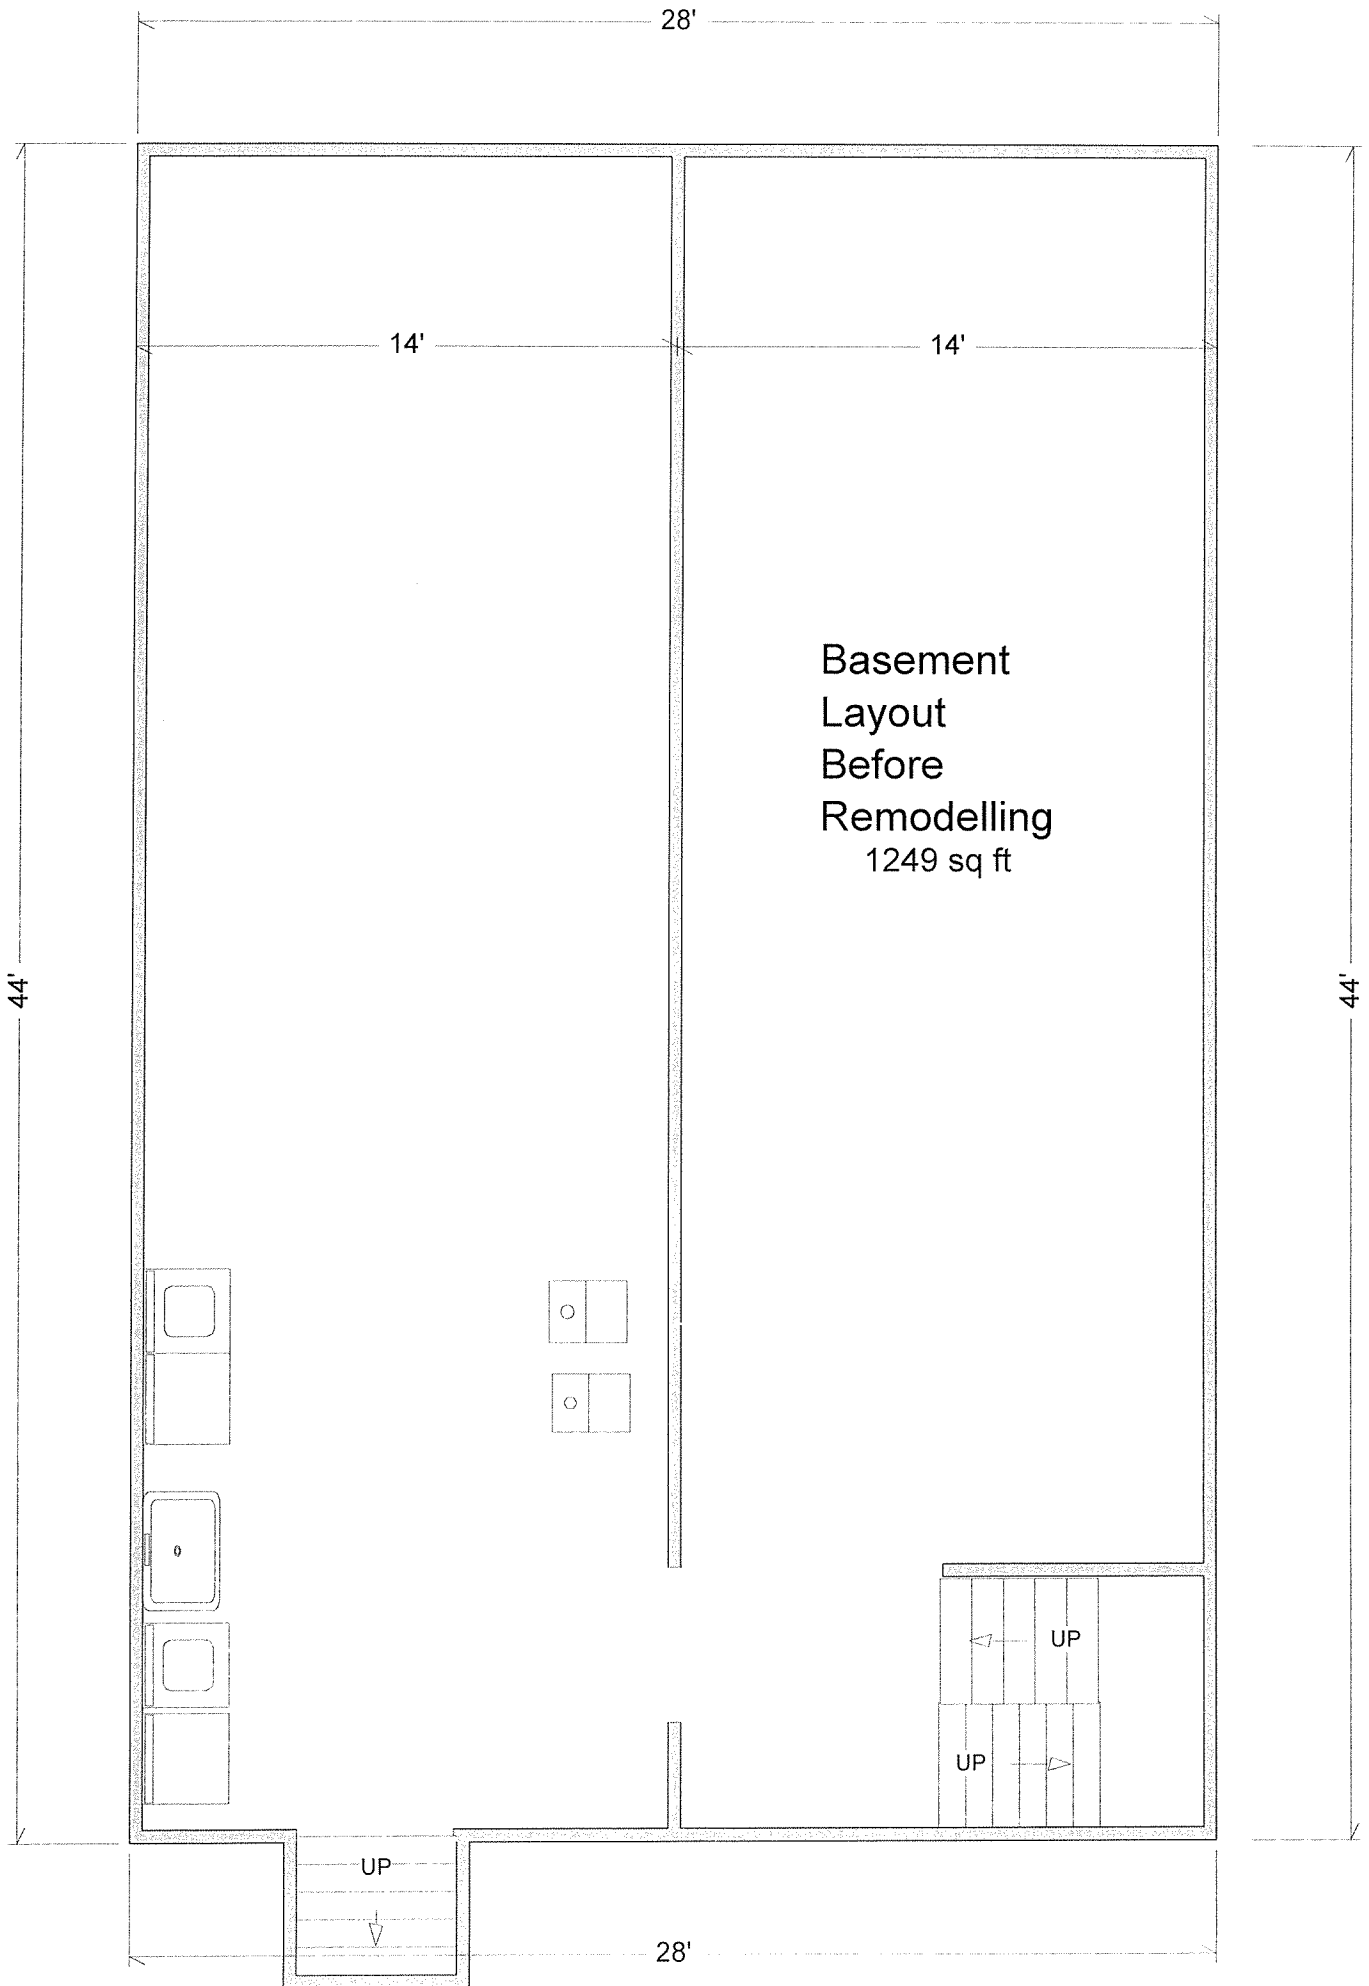 28'
14'
14'
Basement
Layout
Before
Remodelling
1249 sq ft
44'
44'
UP
UP
UP
28'